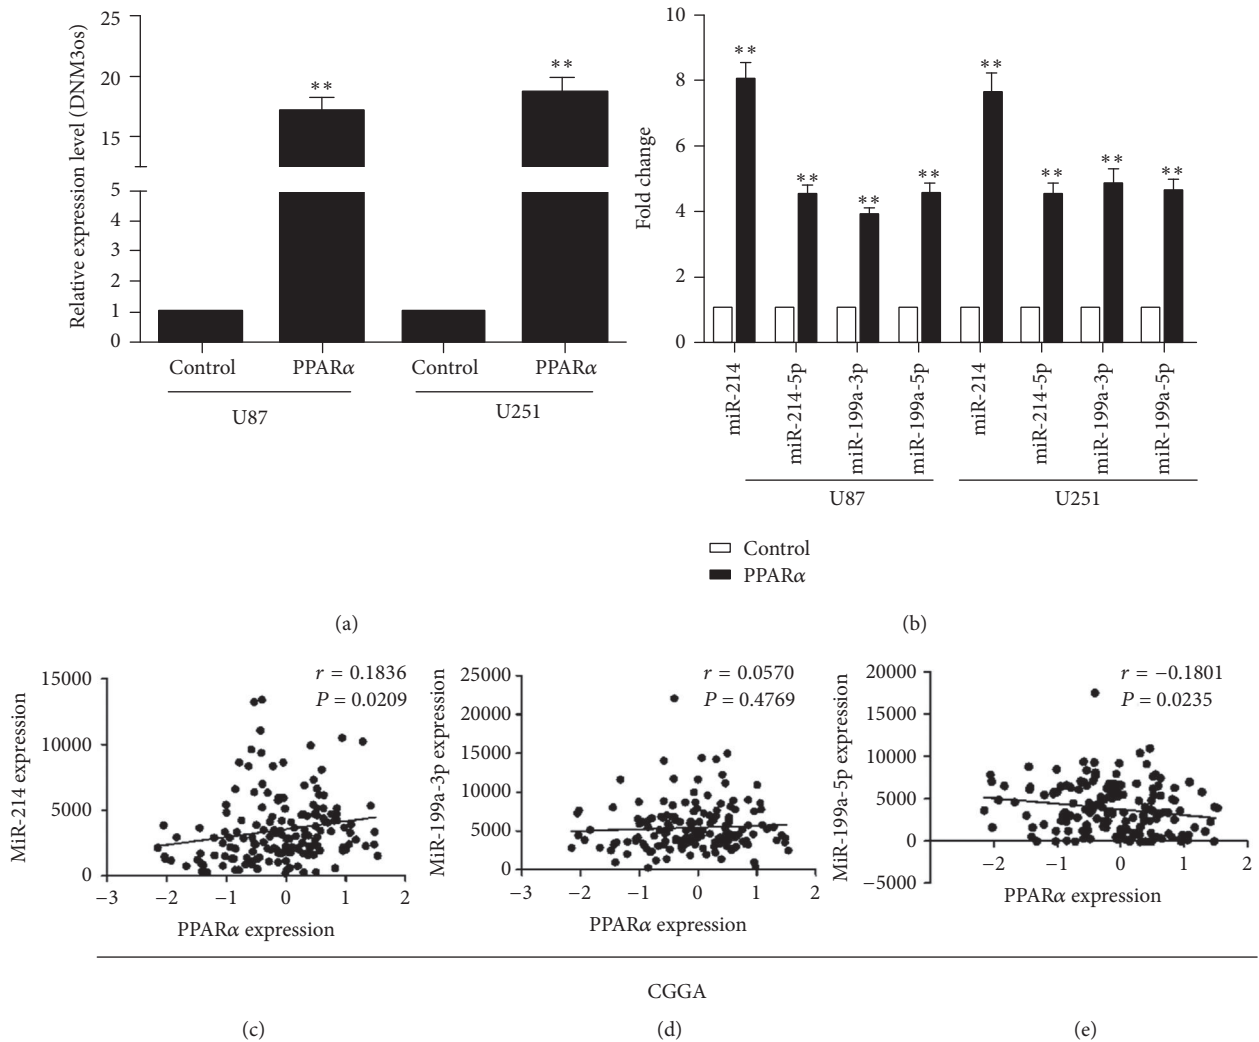 Relative expression level (DNM3os)
25
20
15
5
4
3
2
1
0
**
**
Control
PPARα
Control
PPARα
U87
U251
(a)
Fold change
10
8
6
4
2
0
**
**
**
**
**
**
**
**
miR-214
miR-214-5p
miR-199a-3p
miR-199a-5p
miR-214
miR-214-5p
miR-199a-3p
miR-199a-5p
U87
U251
Control
PPARα
(b)
MiR-214 expression
15000
10000
5000
0
r = 0.1836
P = 0.0209
−3
−2
−1
0
1
2
PPARα expression
MiR-199a-3p expression
25000
20000
15000
10000
5000
0
r = 0.0570
P = 0.4769
−3
−2
−1
0
1
2
PPARα expression
MiR-199a-5p expression
20000
15000
10000
5000
0
−5000
r = −0.1801
P = 0.0235
−2
−1
0
1
2
PPARα expression
CGGA
(c)
(d)
(e)